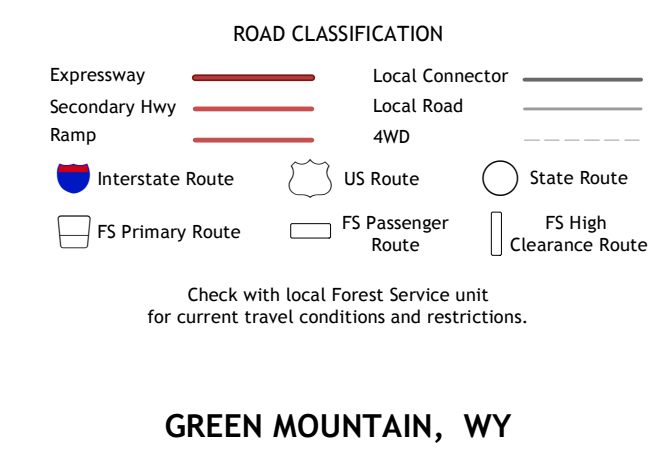 ROAD CLASSIFICATION
Expressway
Local Connector
Secondary Hwy
Local Road
Ramp
4WD
Interstate Route
US Route
State Route
FS Primary Route
FS Passenger
Route
FS High
Clearance Route
Check with local Forest Service unit
for current travel conditions and restrictions.
GREEN MOUNTAIN, WY